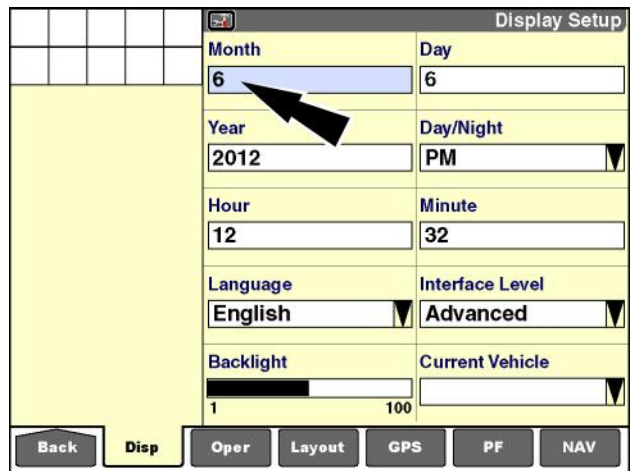 Display Setup
Month Day
6 6
Year Day/Night
2012 PM
Hour Minute
12 32
Language Interface Level
English Advanced
Backlight Current Vehicle
1 100
Back Disp Oper Layout GPS PF NAV